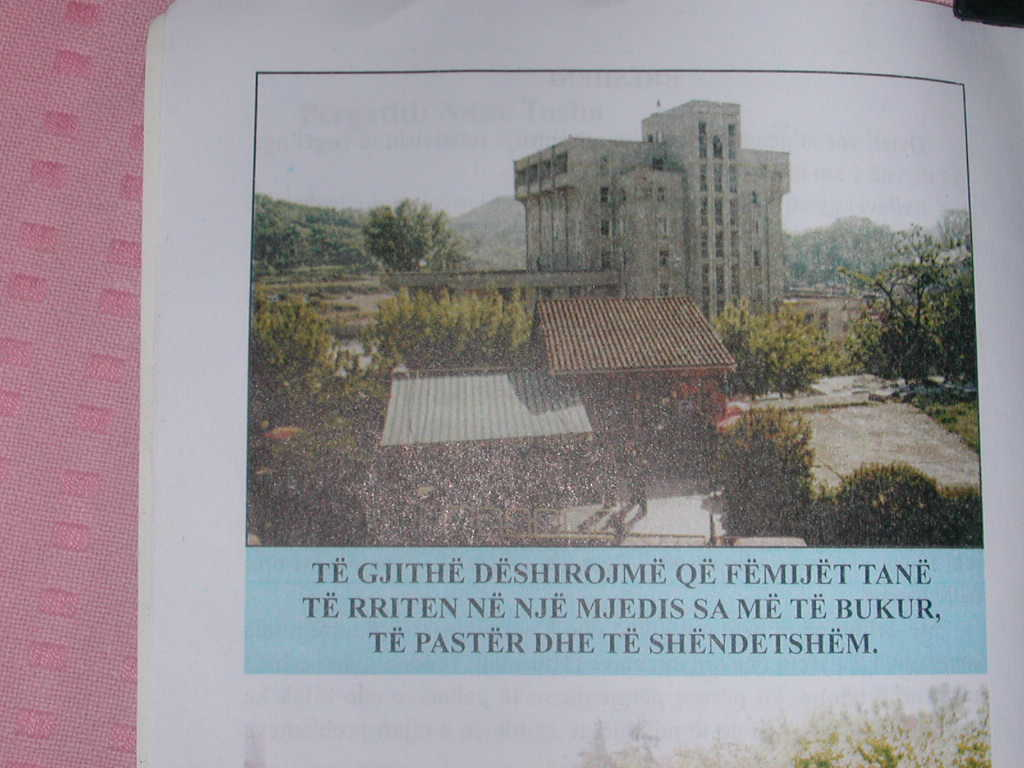 TË GJITHË DËSHIROJMË QË FËMIJËT TANË
TË RRITEN NË NJË MJEDIS SA MË TË BUKUR,
TË PASTËR DHE TË SHËNDETSHËM.